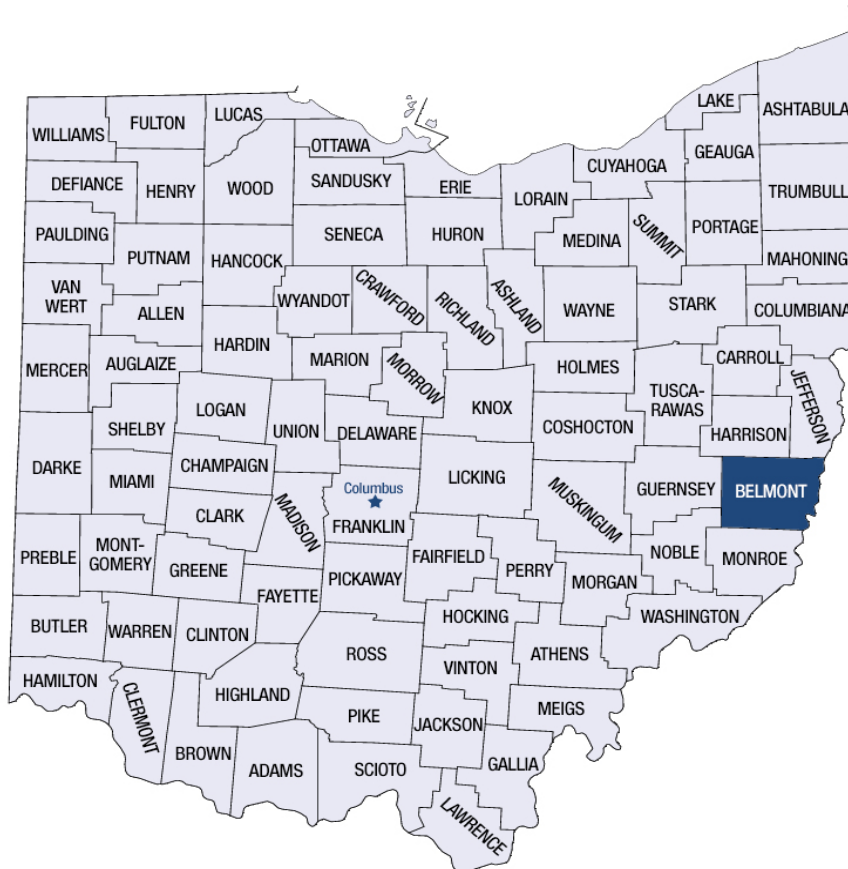 LAKE
ASHTABULA
LUCAS
WILLIAMS
FULTON
OTTAWA
GEAUGA
CUYAHOGA
DEFIANCE
HENRY
WOOD
SANDUSKY
ERIE
LORAIN
TRUMBULL
PAULDING
SENECA
HURON
MEDINA
SUMMIT
PORTAGE
PUTNAM
HANCOCK
MAHONING
VAN
WERT
WYANDOT
CRAWFORD
RICHLAND
ASHLAND
WAYNE
STARK
COLUMBIANA
ALLEN
HARDIN
MERCER
AUGLAIZE
MARION
MORROW
HOLMES
CARROLL
JEFFERSON
TUSCA-
RAWAS
LOGAN
KNOX
SHELBY
UNION
DELAWARE
COSHOCTON
HARRISON
DARKE
MIAMI
CHAMPAIGN
LICKING
MUSKINGUM
GUERNSEY
BELMONT
Columbus
CLARK
MADISON
FRANKLIN
PREBLE
MONT-
GOMERY
GREENE
FAIRFIELD
PERRY
NOBLE
MONROE
FAYETTE
PICKAWAY
MORGAN
BUTLER
WARREN
CLINTON
HOCKING
WASHINGTON
ROSS
ATHENS
VINTON
HAMILTON
CLERMONT
HIGHLAND
PIKE
JACKSON
MEIGS
BROWN
ADAMS
SCIOTO
GALLIA
LAWRENCE